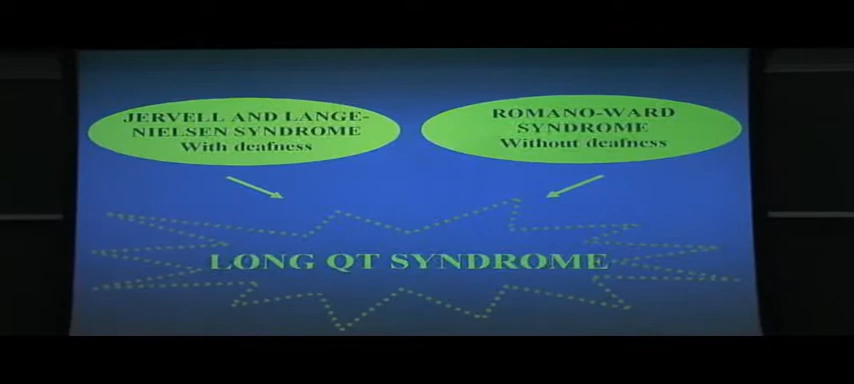 JERVELL AND LANGE-
NIELSEN SYNDROME
With deafness
ROMANO-WARD
SYNDROME
Without deafness
LONG QT SYNDROME